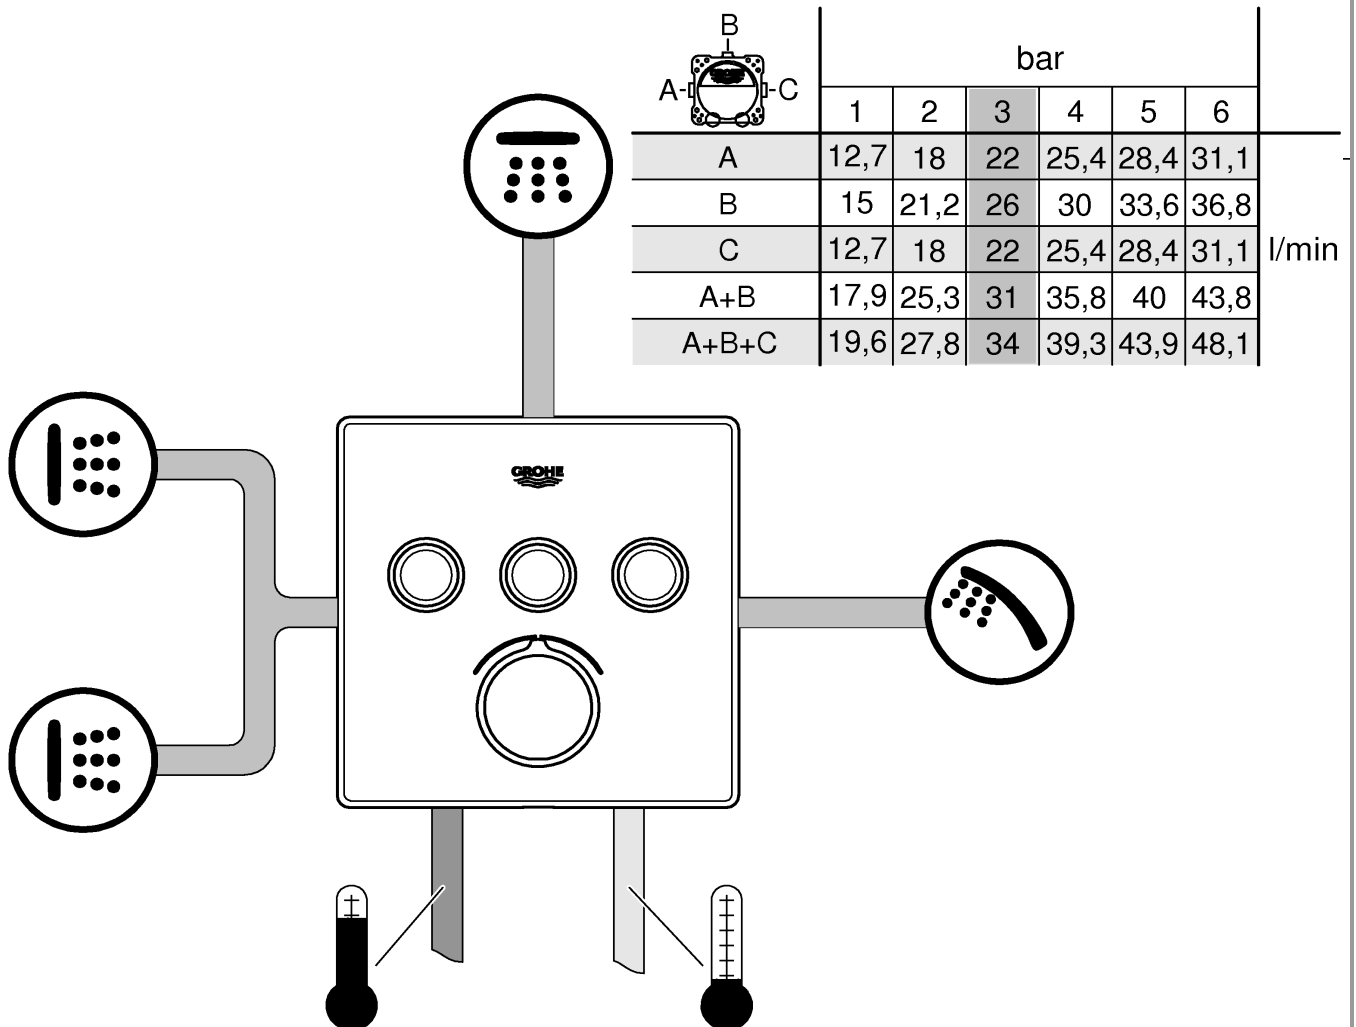 B
A
C
GROHE
bar
1 2 3 4 5 6
A 12,7 18 22 25,4 28,4 31,1
B 15 21,2 26 30 33,6 36,8
C 12,7 18 22 25,4 28,4 31,1
l/min
A+B 17,9 25,3 31 35,8 40 43,8
A+B+C 19,6 27,8 34 39,3 43,9 48,1
GROHE